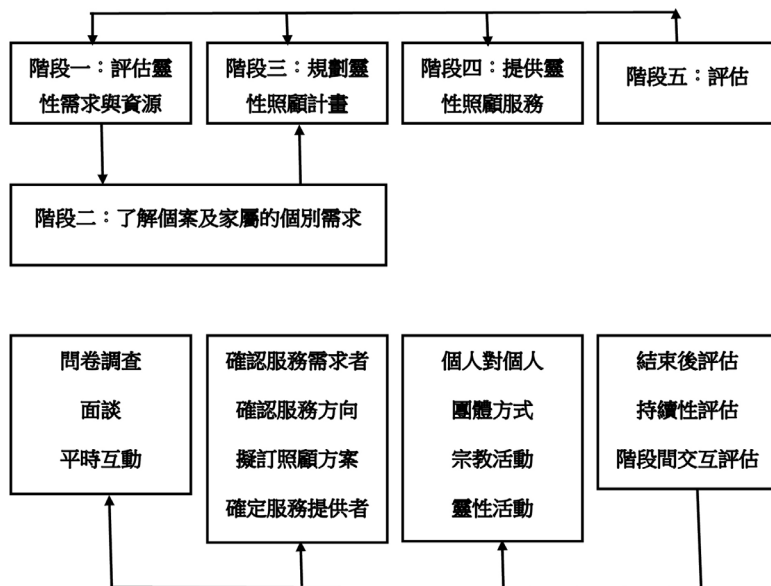 階段一：評估靈
性需求與資源
階段三：規劃靈
性照顧計畫
階段四：提供靈
性照顧服務
階段五：評估
階段二：了解個案及家屬的個別需求
問卷調查
面談
平時互動
確認服務需求者
確認服務方向
擬訂照顧方案
確定服務提供者
個人對個人
團體方式
宗教活動
靈性活動
結束後評估
持續性評估
階段間交互評估